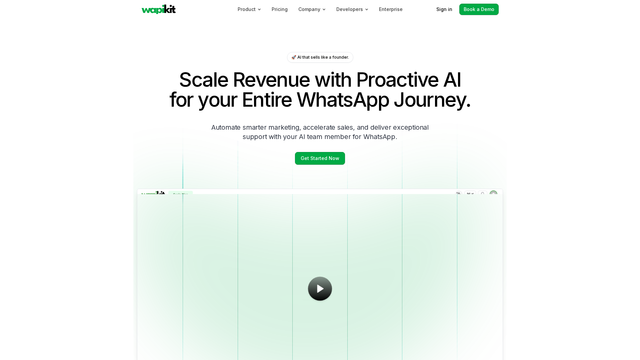 wapikit
Product
Pricing
Company
Developers
Enterprise
Sign in
Book a Demo
🚀 AI that sells like a founder
Scale Revenue with Proactive AI
for your Entire WhatsApp Journey.
Automate smarter marketing, accelerate sales, and deliver exceptional
support with your AI team member for WhatsApp.
Get Started Now